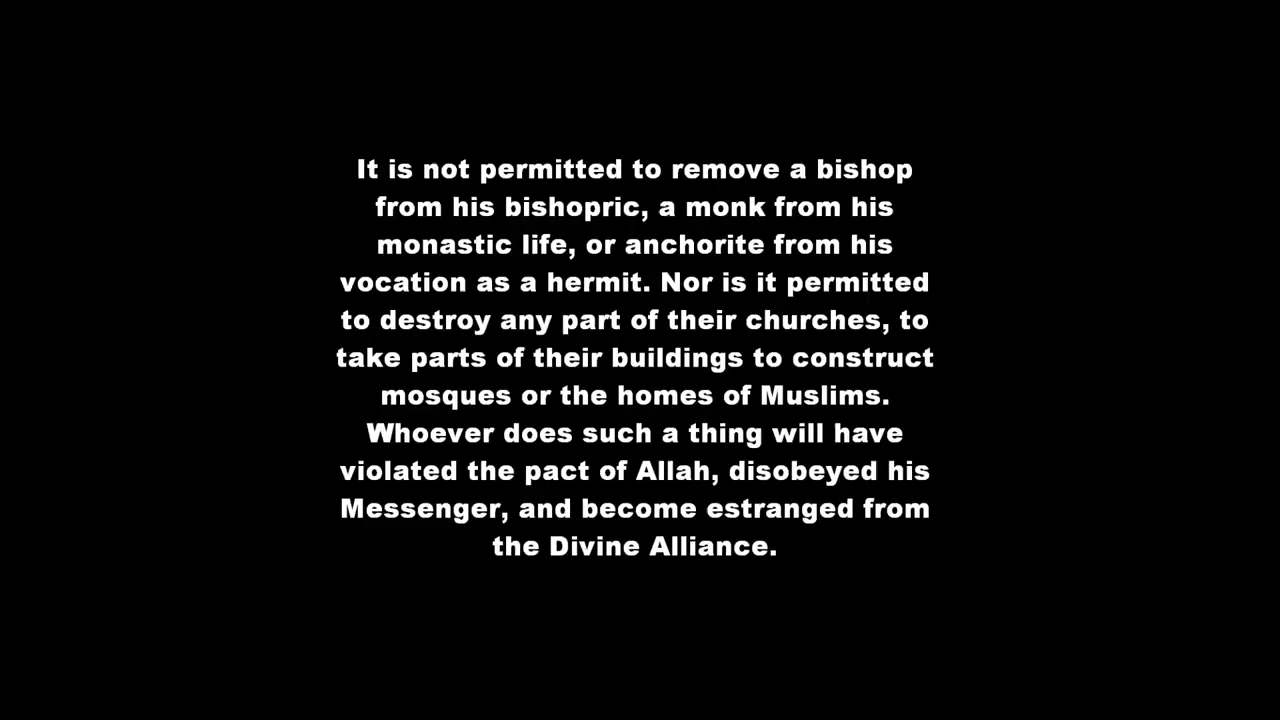 It is not permitted to remove a bishop
from his bishopric, a monk from his
monastic life, or anchorite from his
vocation as a hermit. Nor is it permitted
to destroy any part of their churches, to
take parts of their buildings to construct
mosques or the homes of Muslims.
Whoever does such a thing will have
violated the pact of Allah, disobeyed his
Messenger, and become estranged from
the Divine Alliance.